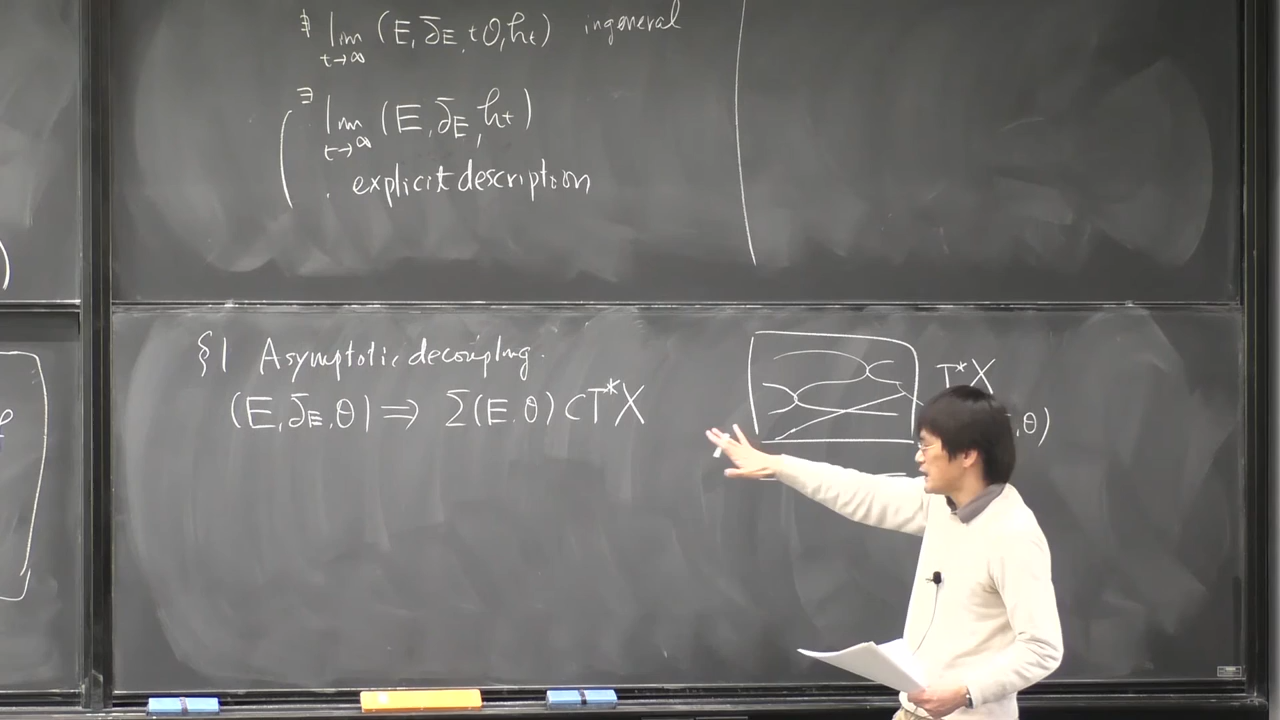 ∄ lim (E, ∂̄_E, tθ, h_t) in general
t→∞
∃ lim (E, ∂̄_E, h_t)
t→∞
. explicit description
§1 Asymptotic decoupling.
(E, ∂̄_E, θ) ⇒ Σ(E.θ) ⊂ T*X
T*X
,θ)